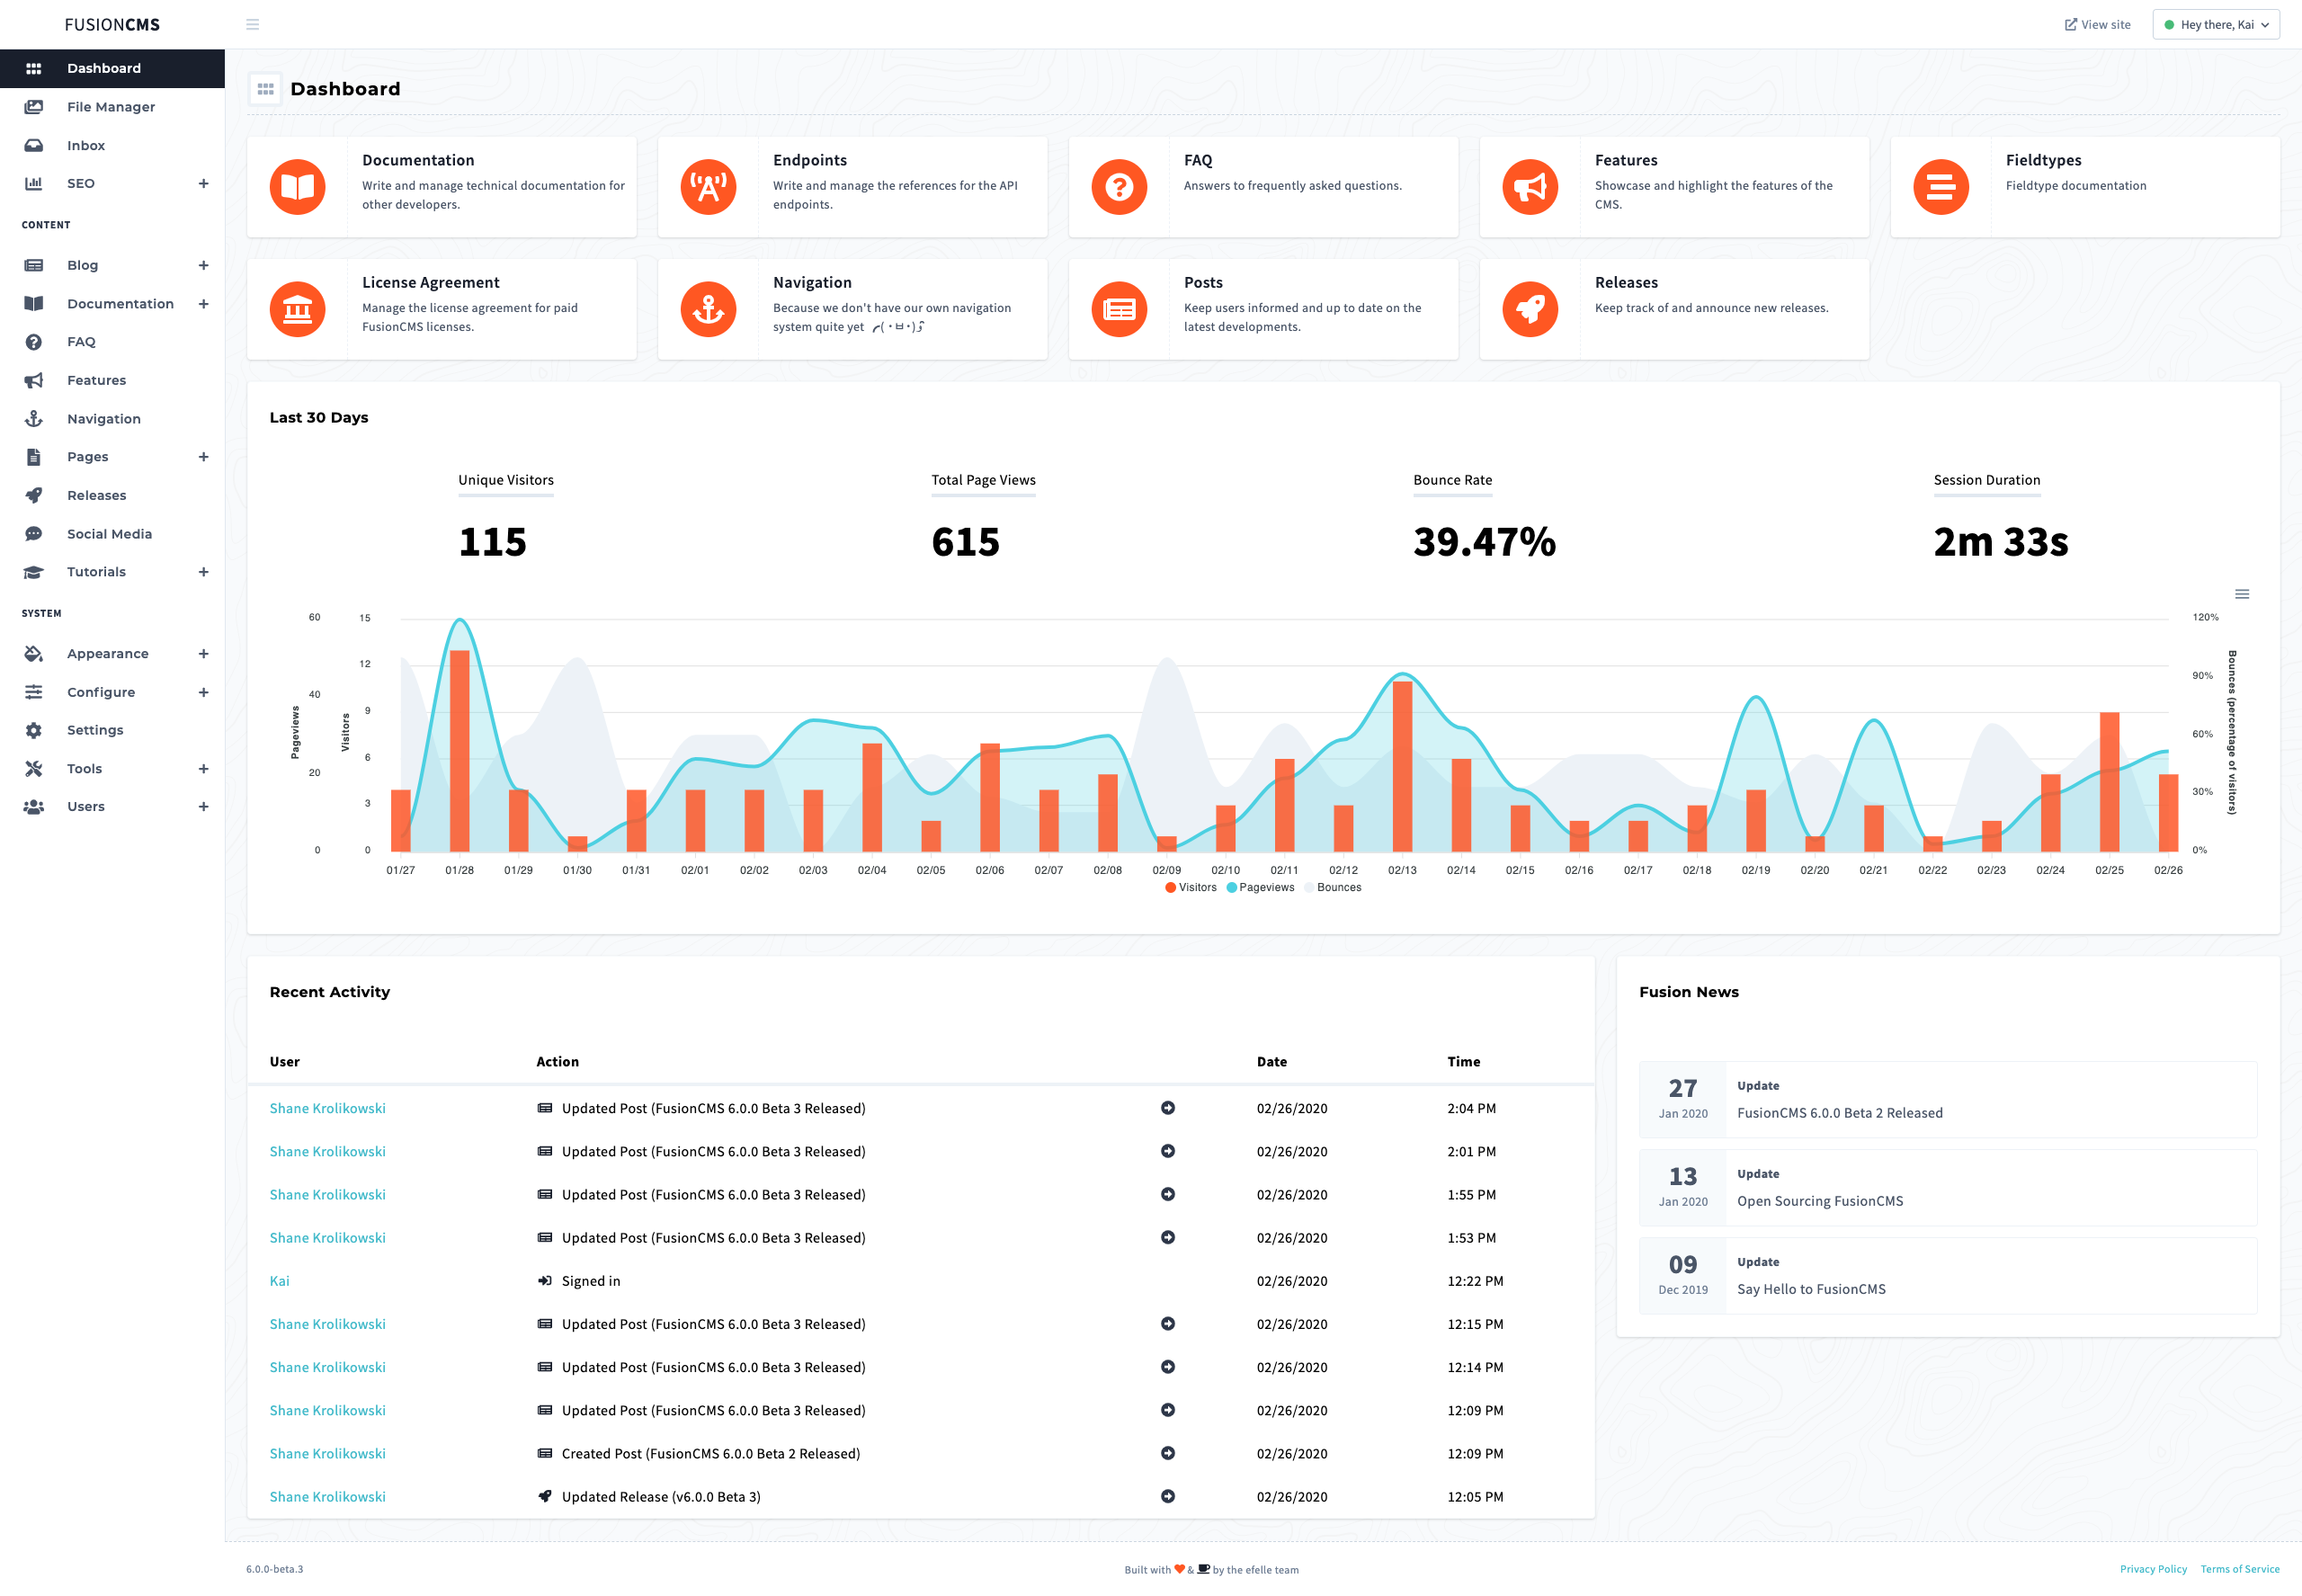 FUSIONCMS
View site
Hey there, Kai
Dashboard
File Manager
Inbox
SEO
CONTENT
Blog
Documentation
FAQ
Features
Navigation
Pages
Releases
Social Media
Tutorials
SYSTEM
Appearance
Configure
Settings
Tools
Users
Dashboard
Documentation
Write and manage technical documentation for
other developers.
Endpoints
Write and manage the references for the API
endpoints.
FAQ
Answers to frequently asked questions.
Features
Showcase and highlight the features of the
CMS.
Fieldtypes
Fieldtype documentation
License Agreement
Manage the license agreement for paid
FusionCMS licenses.
Navigation
Because we don't have our own navigation
system quite yet
Posts
Keep users informed and up to date on the
latest developments.
Releases
Keep track of and announce new releases.
Last 30 Days
Unique Visitors
115
Total Page Views
615
Bounce Rate
39.47%
Session Duration
2m 33s
Pageviews
60
40
20
0
Visitors
15
12
9
6
3
0
120%
90%
60%
30%
0%
Bounces (percentage of visitors)
01/27 01/28 01/29 01/30 01/31 02/01 02/02 02/03 02/04 02/05 02/06 02/07 02/08 02/09 02/10 02/11 02/12 02/13 02/14 02/15 02/16 02/17 02/18 02/19 02/20 02/21 02/22 02/23 02/24 02/25 02/26
Visitors Pageviews Bounces
Recent Activity
User Action Date Time
Shane Krolikowski Updated Post (FusionCMS 6.0.0 Beta 3 Released) 02/26/2020 2:04 PM
Shane Krolikowski Updated Post (FusionCMS 6.0.0 Beta 3 Released) 02/26/2020 2:01 PM
Shane Krolikowski Updated Post (FusionCMS 6.0.0 Beta 3 Released) 02/26/2020 1:55 PM
Shane Krolikowski Updated Post (FusionCMS 6.0.0 Beta 3 Released) 02/26/2020 1:53 PM
Kai Signed in 02/26/2020 12:22 PM
Shane Krolikowski Updated Post (FusionCMS 6.0.0 Beta 3 Released) 02/26/2020 12:15 PM
Shane Krolikowski Updated Post (FusionCMS 6.0.0 Beta 3 Released) 02/26/2020 12:14 PM
Shane Krolikowski Updated Post (FusionCMS 6.0.0 Beta 3 Released) 02/26/2020 12:09 PM
Shane Krolikowski Created Post (FusionCMS 6.0.0 Beta 2 Released) 02/26/2020 12:09 PM
Shane Krolikowski Updated Release (v6.0.0 Beta 3) 02/26/2020 12:05 PM
Fusion News
27
Jan 2020
Update
FusionCMS 6.0.0 Beta 2 Released
13
Jan 2020
Update
Open Sourcing FusionCMS
09
Dec 2019
Update
Say Hello to FusionCMS
6.0.0-beta.3
Built with & by the efelle team
Privacy Policy Terms of Service